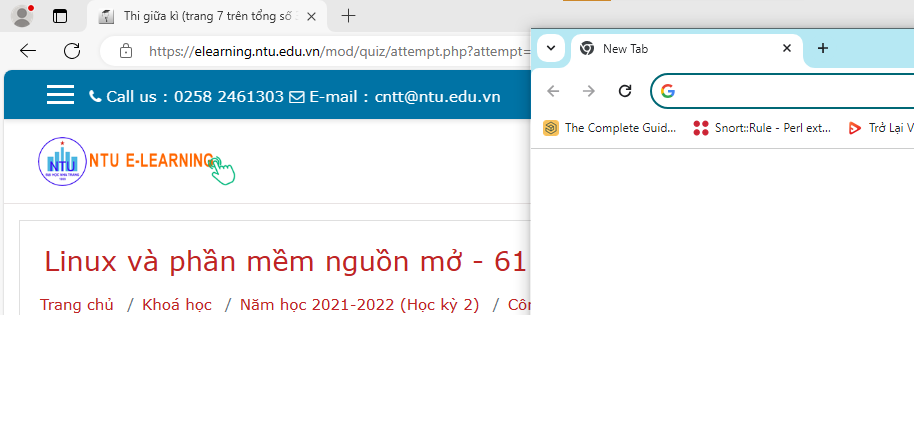 Thi giữa kì (trang 7 trên tổng số
https://elearning.ntu.edu.vn/mod/quiz/attempt.php?attempt=
Call us : 0258 2461303 E-mail : cntt@ntu.edu.vn
NTU
NTU E-LEARNING
Linux và phần mềm nguồn mở - 61
Trang chủ / Khoá học / Năm học 2021-2022 (Học kỳ 2) / Côn
New Tab
The Complete Guid... Snort::Rule - Perl ext... Trở Lại V